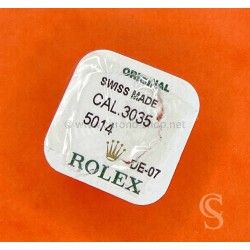 ORIGINAL
SWISS MADE
CAL.3035
5014
DE-07
ROLEX
S